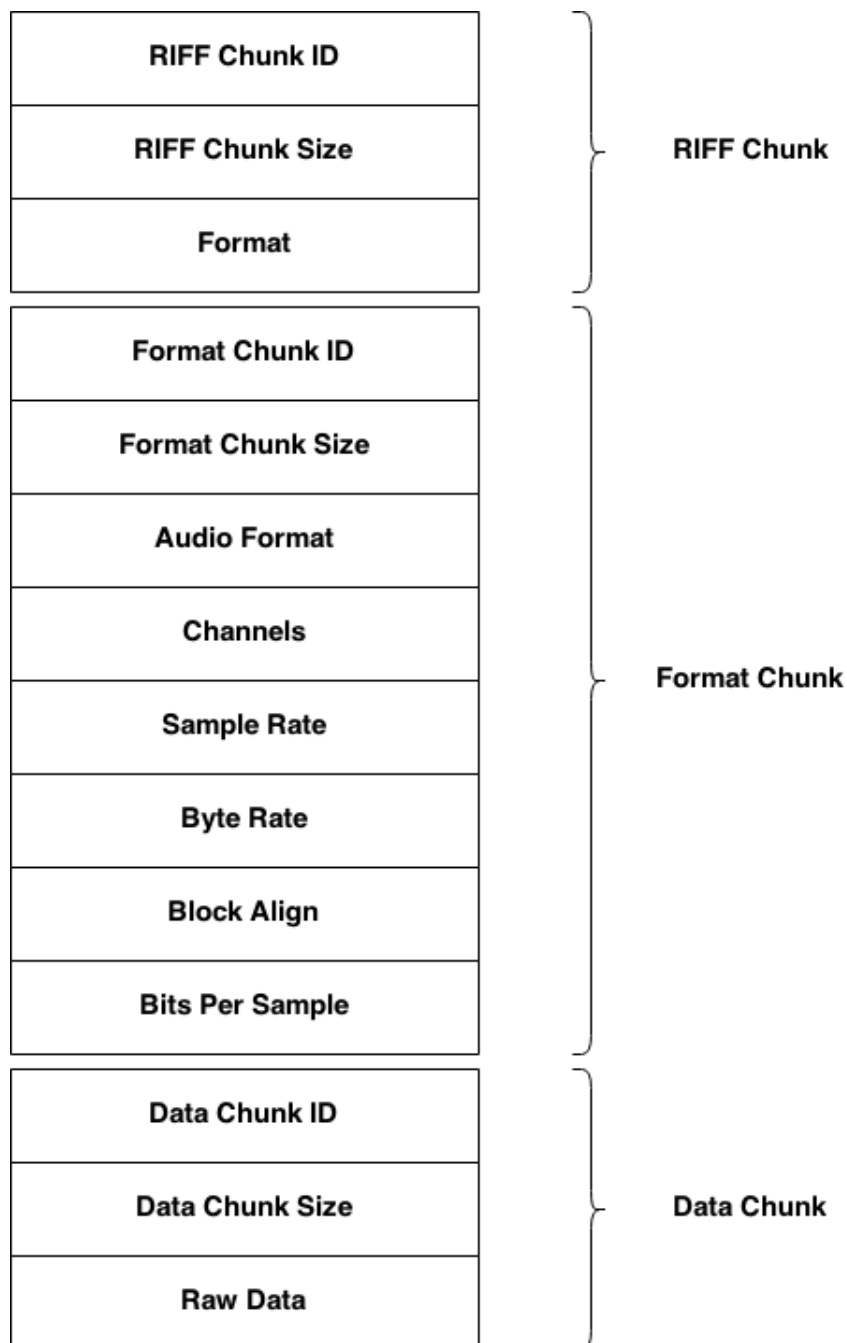 RIFF Chunk ID
RIFF Chunk Size
Format
RIFF Chunk
Format Chunk ID
Format Chunk Size
Audio Format
Channels
Sample Rate
Byte Rate
Block Align
Bits Per Sample
Format Chunk
Data Chunk ID
Data Chunk Size
Raw Data
Data Chunk